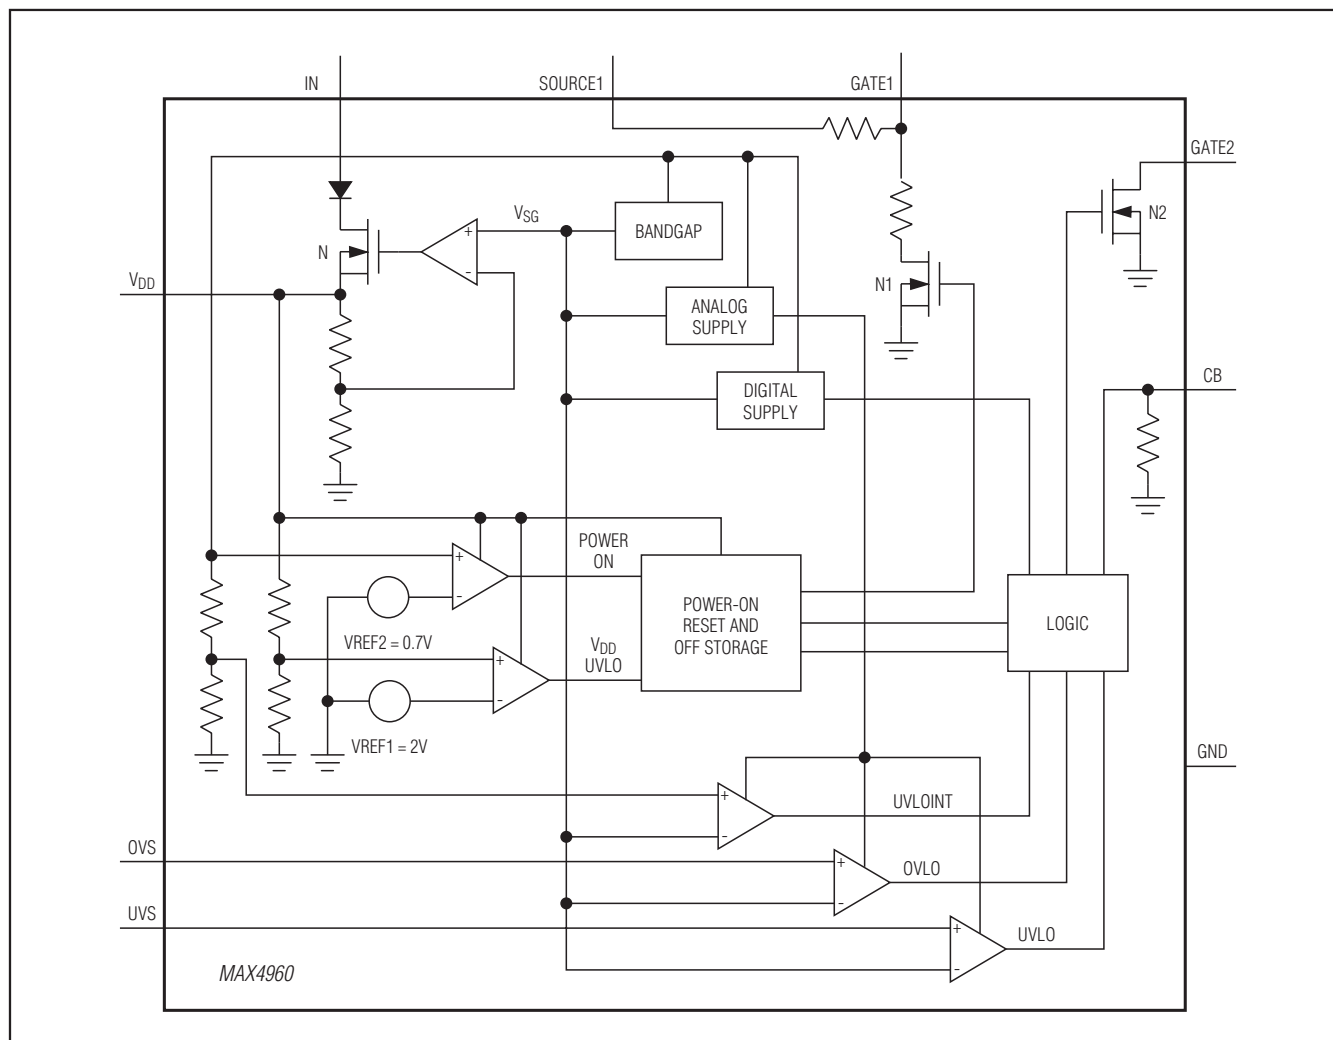 IN
SOURCE1
GATE1
GATE2
VSG
+
-
BANDGAP
N
N2
VDD
N1
ANALOG
SUPPLY
DIGITAL
SUPPLY
CB
POWER
ON
+
-
VREF2 = 0.7V
POWER-ON
RESET AND
OFF STORAGE
LOGIC
VDD
UVLO
+
-
VREF1 = 2V
GND
+
-
UVLOINT
OVS
+
-
OVLO
UVS
+
-
UVLO
MAX4960